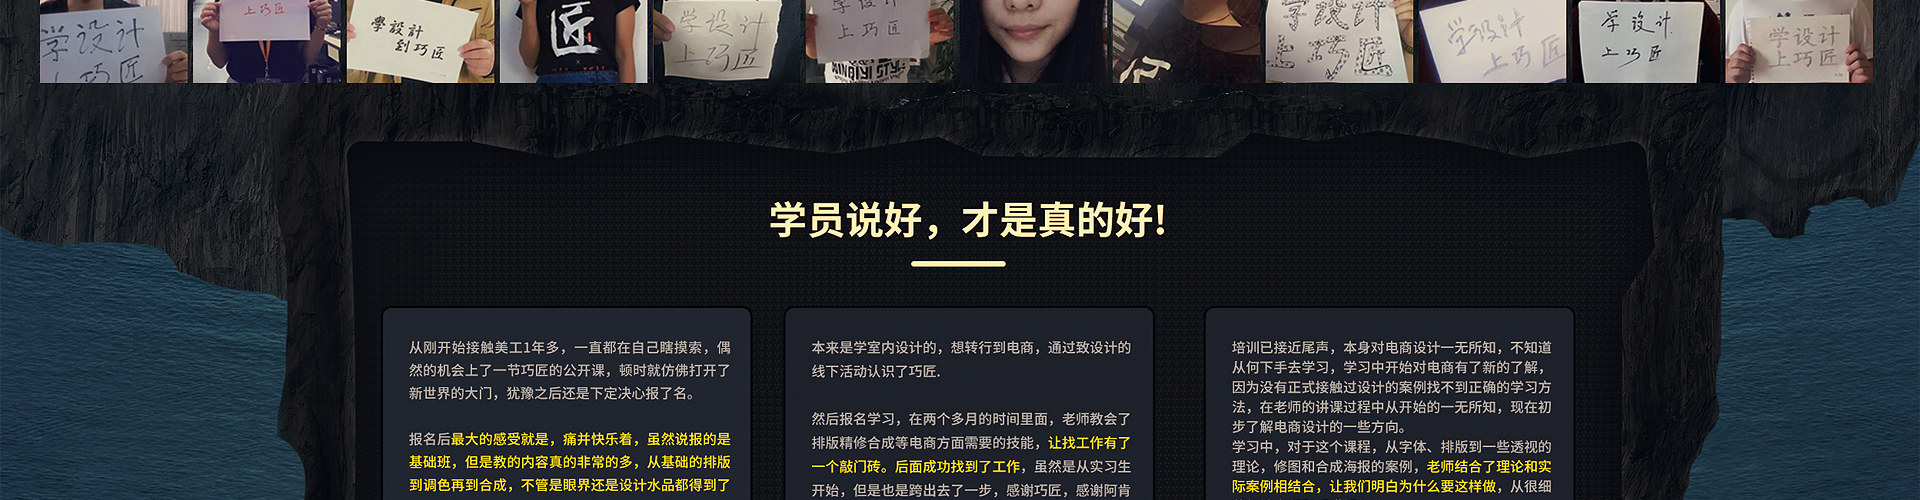 学设计
上巧匠
上巧匠
學設計
到巧匠
匠
学设计
上巧匠
学设计
上巧匠
学设计
上巧匠
学设计
上巧匠
学设计
上巧匠
学设计
上巧匠
学员说好，才是真的好!
从刚开始接触美工1年多，一直都在自己瞎摸索，偶
然的机会上了一节巧匠的公开课，顿时就仿佛打开了
新世界的大门，犹豫之后还是下定决心报了名。
报名后最大的感受就是，痛并快乐着，虽然说报的是
基础班，但是教的内容真的非常的多，从基础的排版
到调色再到合成，不管是眼界还是设计水品都得到了
本来是学室内设计的，想转行到电商，通过致设计的
线下活动认识了巧匠.
然后报名学习，在两个多月的时间里面，老师教会了
排版精修合成等电商方面需要的技能，让找工作有了
一个敲门砖。后面成功找到了工作，虽然是从实习生
开始，但是也是跨出去了一步，感谢巧匠，感谢阿肯
培训已接近尾声，本身对电商设计一无所知，不知道
从何下手去学习，学习中开始对电商有了新的了解，
因为没有正式接触过设计的案例找不到正确的学习方
法，在老师的讲课过程中从开始的一无所知，现在初
步了解电商设计的一些方向。
学习中，对于这个课程，从字体、排版到一些透视的
理论，修图和合成海报的案例，老师结合了理论和实
际案例相结合，让我们明白为什么要这样做，从很细